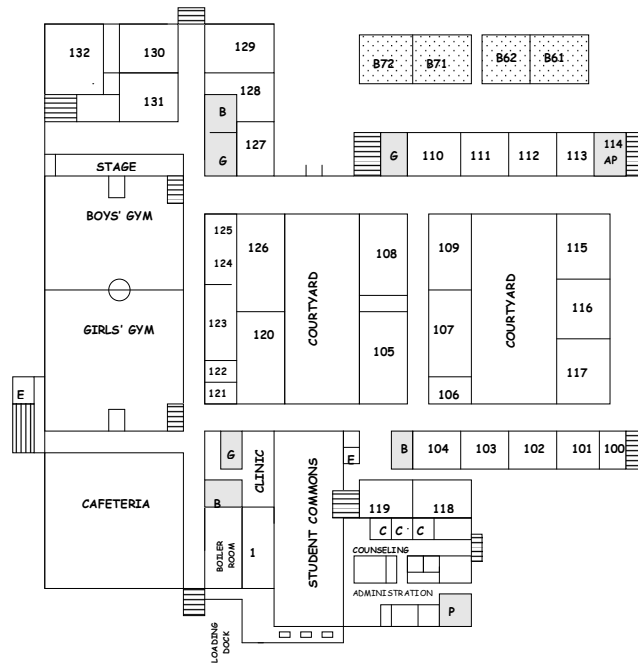 132
130
129
131
128
B
G
127
B72
B71
B62
B61
G
110
111
112
113
114
AP
STAGE
BOYS' GYM
GIRLS' GYM
125
124
126
123
120
122
121
COURTYARD
108
105
109
107
106
COURTYARD
115
116
117
E
CAFETERIA
G
CLINIC
B
BOILER
ROOM
1
STUDENT COMMONS
E
B
104
103
102
101
100
119
118
C
C
C
COUNSELING
ADMINISTRATION
P
LOADING
DOCK